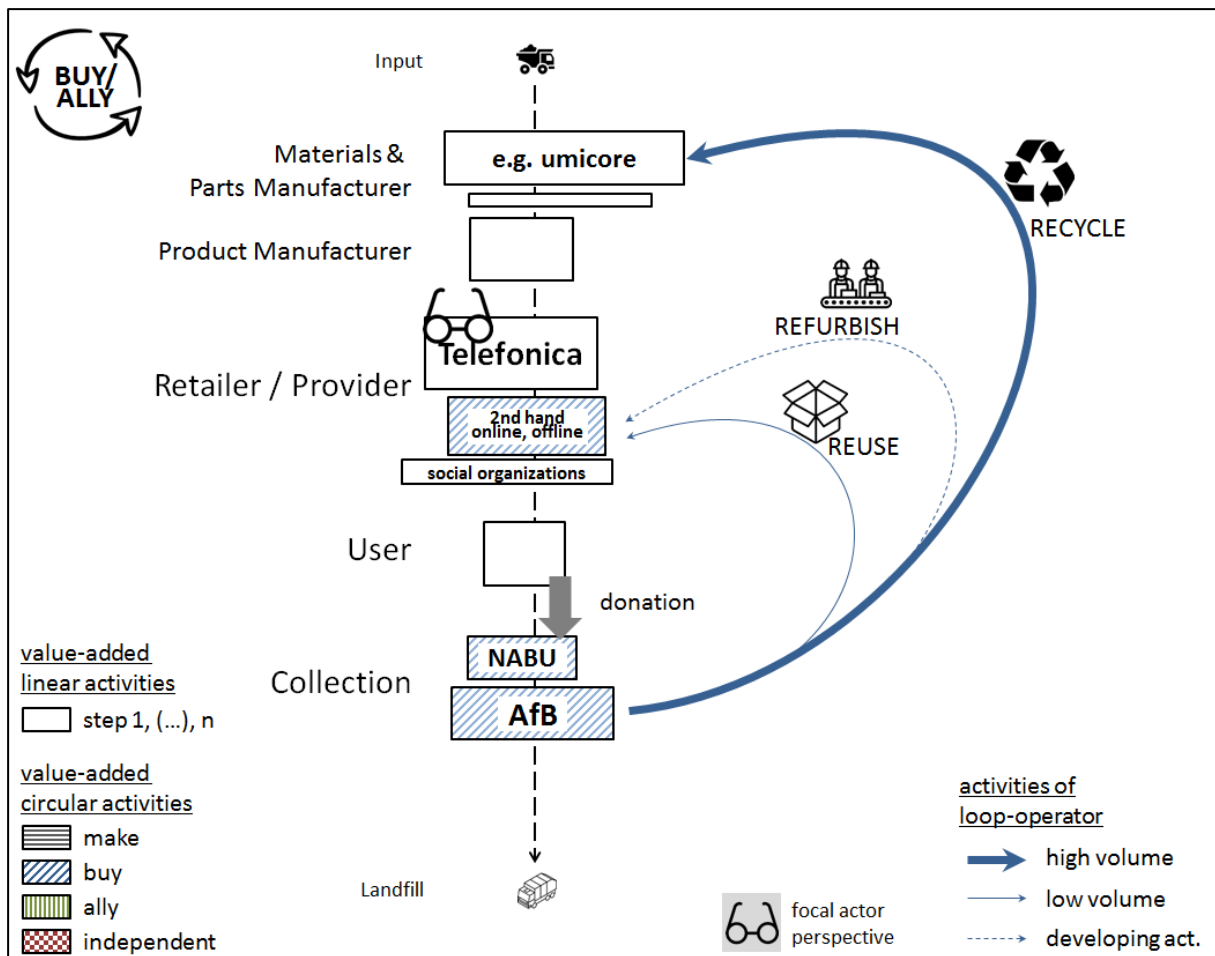 BUY/
ALLY
Input
Materials &
Parts Manufacturer
e.g. umicore
RECYCLE
Product Manufacturer
REFURBISH
Telefonica
Retailer / Provider
2nd hand
online, offline
REUSE
social organizations
User
donation
NABU
Collection
AfB
value-added
linear activities
step 1, (...), n
value-added
circular activities
make
buy
ally
independent
Landfill
focal actor
perspective
activities of
loop-operator
high volume
low volume
developing act.